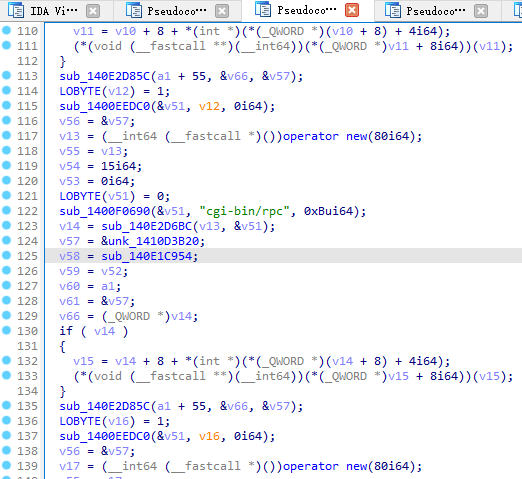 IDA Vi... Pseudocod... Pseudoco... Pseudocod...
110 v11 = v10 + 8 + *(int *)(*(_QWORD *)(v10 + 8) + 4i64);
111 (*(void (__fastcall **)(__int64))(*(_QWORD *)v11 + 8i64))(v11);
112 }
113 sub_140E2D85C(a1 + 55, &v66, &v57);
114 LOBYTE(v12) = 1;
115 sub_1400EEDC0(&v51, v12, 0i64);
116 v56 = &v57;
117 v13 = (__int64 (__fastcall *)())operator new(80i64);
118 v55 = v13;
119 v54 = 15i64;
120 v53 = 0i64;
121 LOBYTE(v51) = 0;
122 sub_1400F0690(&v51, "cgi-bin/rpc", 0xBui64);
123 v14 = sub_140E2D6BC(v13, &v51);
124 v57 = &unk_1410D3B20;
125 v58 = sub_140E1C954;
126 v59 = v52;
127 v60 = a1;
128 v61 = &v57;
129 v66 = (_QWORD *)v14;
130 if ( v14 )
131 {
132 v15 = v14 + 8 + *(int *)(*(_QWORD *)(v14 + 8) + 4i64);
133 (*(void (__fastcall **)(__int64))(*(_QWORD *)v15 + 8i64))(v15);
134 }
135 sub_140E2D85C(a1 + 55, &v66, &v57);
136 LOBYTE(v16) = 1;
137 sub_1400EEDC0(&v51, v16, 0i64);
138 v56 = &v57;
139 v17 = (__int64 (__fastcall *)())operator new(80i64);